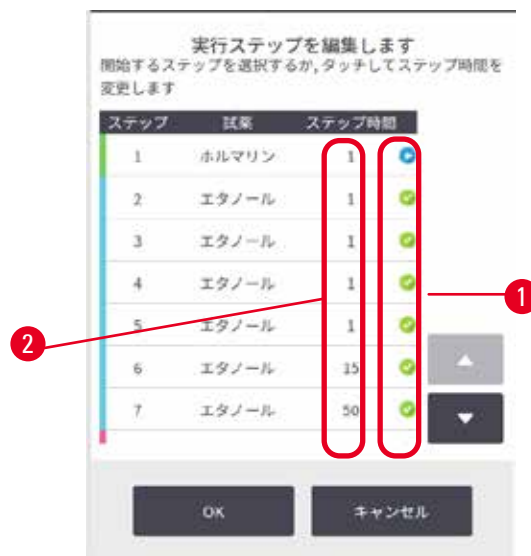 実行ステップを編集します
開始するステップを選択するか,タッチしてステップ時間を
変更します
ステップ 試薬 ステップ時間
1 ホルマリン 1
2 エタノール 1
3 エタノール 1
4 エタノール 1
5 エタノール 1
6 エタノール 15
7 エタノール 50
1
2
OK キャンセル